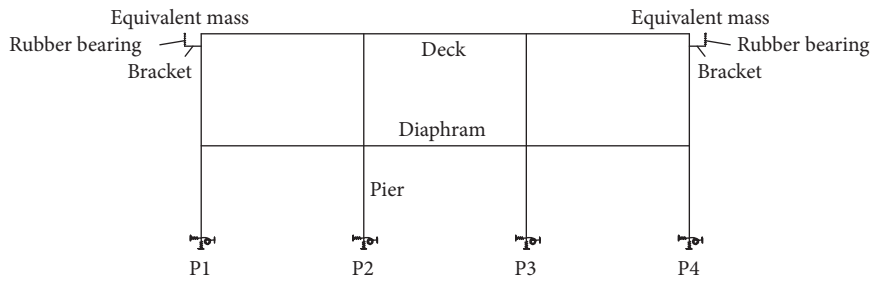 Equivalent mass
Equivalent mass
Rubber bearing
Rubber bearing
Bracket
Deck
Bracket
Diaphram
Pier
P1
P2
P3
P4